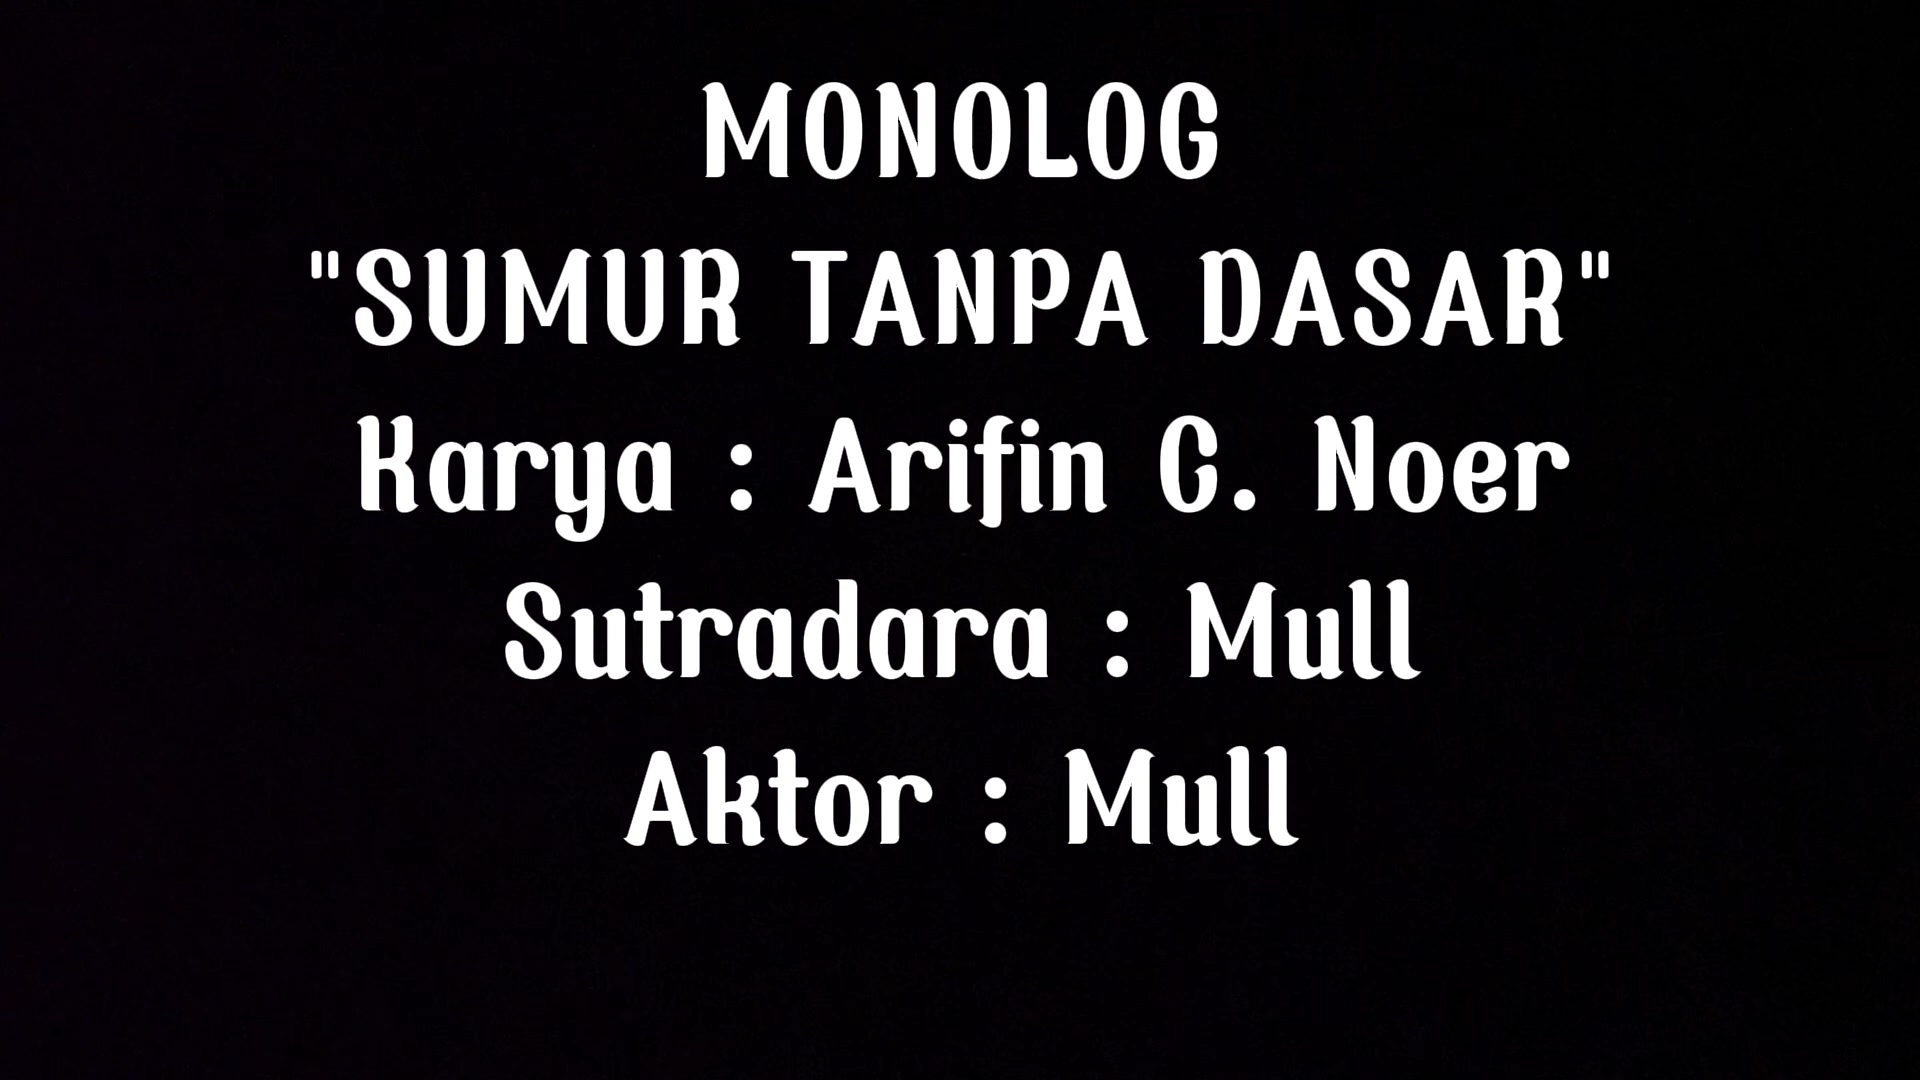 MONOLOG
"SUMUR TANPA DASAR"
Karya : Arifin C. Noer
Sutradara : Mull
Aktor : Mull